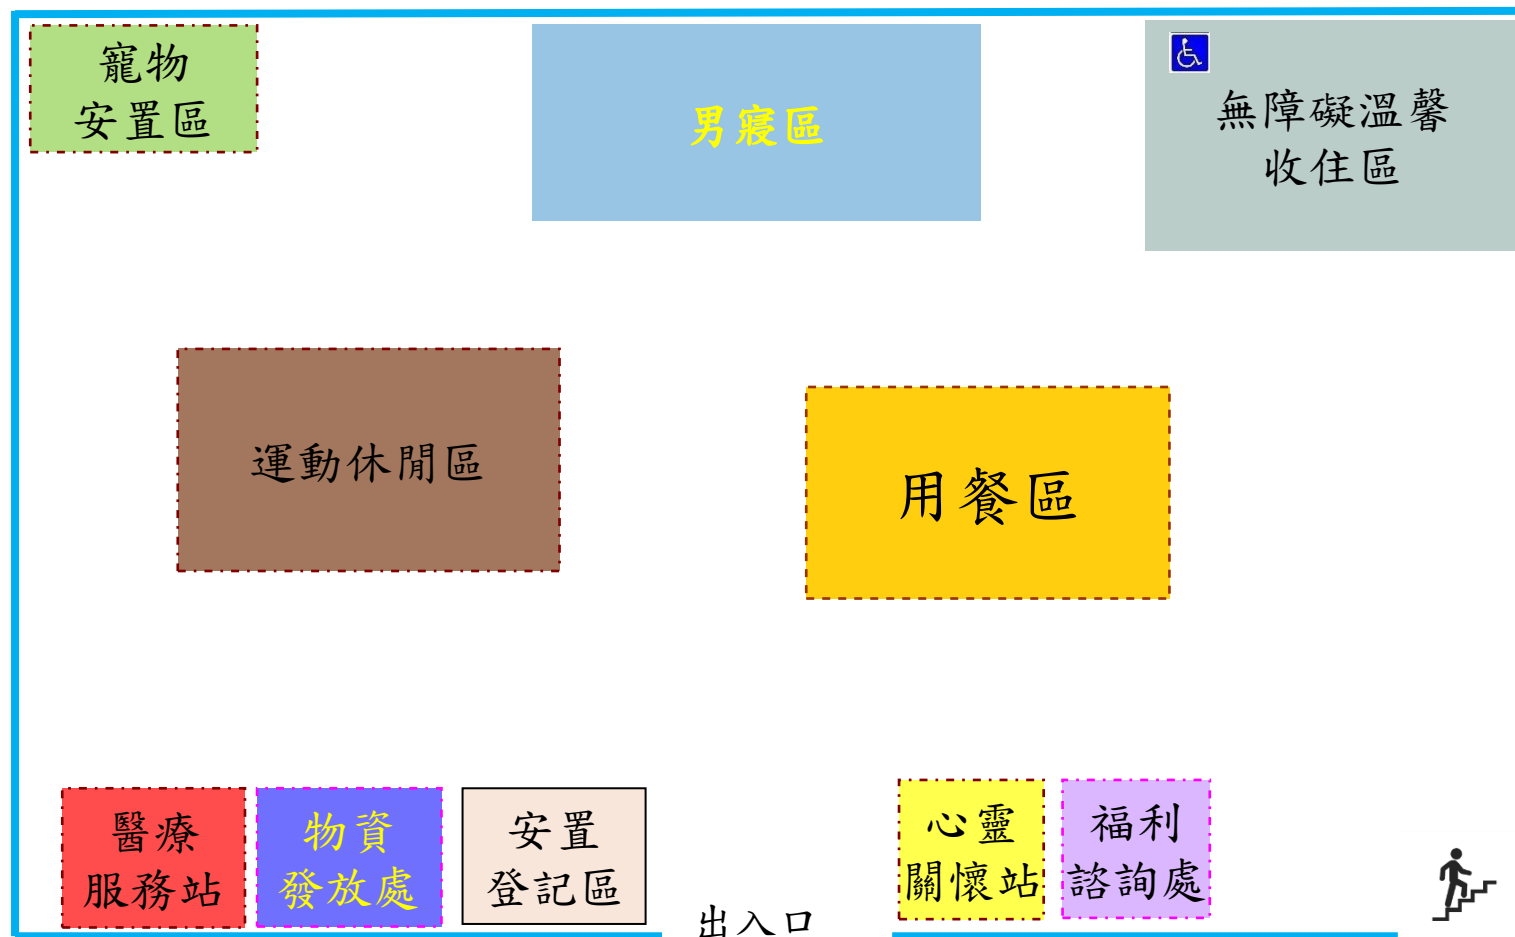 寵物
安置區
男寢區
無障礙溫馨
收住區
運動休閒區
用餐區
醫療
服務站
物資
發放處
安置
登記區
出入口
心靈
關懷站
福利
諮詢處